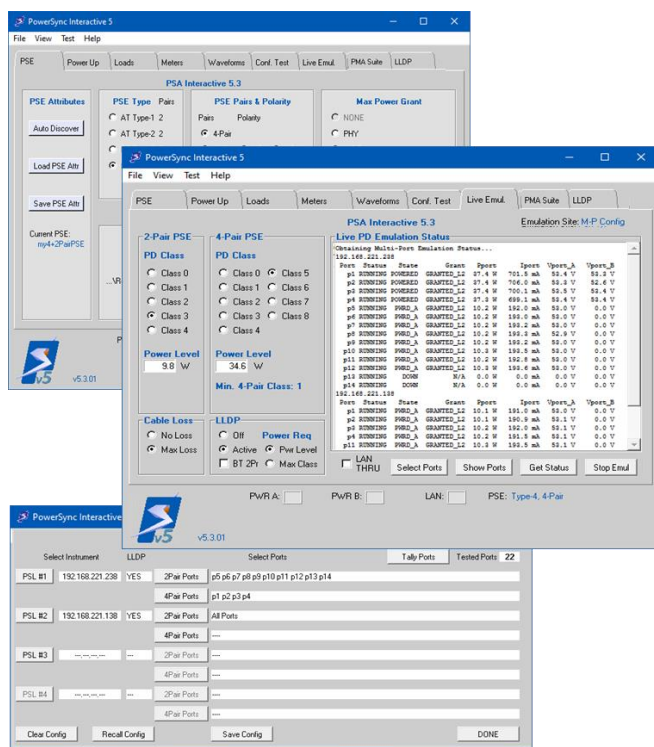 PowerSync Interactive 5
File View Test Help
PSE Power Up Loads Meters Waveforms Conf. Test Live Emul. PMA Suite LLDP
PSA Interactive 5.3
PSE Attributes PSE Type Pairs PSE Pairs & Polarity Max Power Grant
Pairs Polarity
AT Type-1 2 NONE
Auto Discover AT Type-2 2 4-Pair PHY
Load PSE Attr
Save PSE Attr
Current PSE:
my4+2PairPSE
v5
v5.3.01
PowerSync Interactive 5
File View Test Help
PSE Power Up Loads Meters Waveforms Conf. Test Live Emul. PMA Suite LLDP
PSA Interactive 5.3 Emulation Site: M-P Config
2-Pair PSE 4-Pair PSE Live PD Emulation Status
PD Class PD Class
Class 0 Class 0 Class 5
Class 1 Class 1 Class 6
Class 2 Class 2 Class 7
Class 3 Class 3 Class 8
Class 4 Class 4
Power Level Power Level
9.8 W 34.6 W
Min. 4-Pair Class: 1
Cable Loss LLDP
No Loss Off Power Req
Max Loss Active Pwr Level
BT 2Pr Max Class
Obtaining Multi-Port Emulation Status...
192.168.221.238
Port Status State Grant Pport Iport Vport_A Vport_B
p1 RUNNING POWERED GRANTED_L2 37.4 W 701.5 mA 53.4 V 53.3 V
p2 RUNNING POWERED GRANTED_L2 37.4 W 706.0 mA 53.3 V 52.6 V
p3 RUNNING POWERED GRANTED_L2 37.4 W 700.1 mA 53.5 V 53.4 V
p4 RUNNING POWERED GRANTED_L2 37.3 W 698.1 mA 53.4 V 53.4 V
p5 RUNNING PWRD_A GRANTED_L2 10.2 W 192.0 mA 53.0 V 0.0 V
p6 RUNNING PWRD_A GRANTED_L2 10.2 W 193.0 mA 53.0 V 0.0 V
p7 RUNNING PWRD_A GRANTED_L2 10.2 W 193.2 mA 53.0 V 0.0 V
p8 RUNNING PWRD_A GRANTED_L2 10.2 W 193.3 mA 52.9 V 0.0 V
p9 RUNNING PWRD_A GRANTED_L2 10.2 W 193.2 mA 53.0 V 0.0 V
p10 RUNNING PWRD_A GRANTED_L2 10.3 W 193.5 mA 53.0 V 0.0 V
p11 RUNNING PWRD_A GRANTED_L2 10.2 W 192.8 mA 53.0 V 0.0 V
p12 RUNNING PWRD_A GRANTED_L2 10.3 W 193.6 mA 53.0 V 0.0 V
p13 RUNNING DOWN N/A 0.0 W 0.0 mA 0.0 V 0.0 V
p14 RUNNING DOWN N/A 0.0 W 0.0 mA 0.0 V 0.0 V
192.168.221.138
Port Status State Grant Pport Iport Vport_A Vport_B
p1 RUNNING PWRD_A GRANTED_L2 10.1 W 191.0 mA 53.0 V 0.0 V
p2 RUNNING PWRD_A GRANTED_L2 10.1 W 190.9 mA 53.1 V 0.0 V
p3 RUNNING PWRD_A GRANTED_L2 10.2 W 192.0 mA 53.1 V 0.0 V
p4 RUNNING PWRD_A GRANTED_L2 10.2 W 191.5 mA 53.1 V 0.0 V
p11 RUNNING PWRD_A GRANTED_L2 10.3 W 193.5 mA 53.1 V 0.0 V
LAN THRU Select Ports Show Ports Get Status Stop Emul
PWR A: PWR B: LAN: PSE: Type-4, 4-Pair
v5
v5.3.01
PowerSync Interactive
Select Instrument LLDP Select Ports Tally Ports Tested Ports 22
PSL #1 192.168.221.238 YES 2Pair Ports p5 p6 p7 p8 p9 p10 p11 p12 p13 p14
4Pair Ports p1 p2 p3 p4
PSL #2 192.168.221.138 YES 2Pair Ports All Ports
4Pair Ports ----
PSL #3 ---.---.---.--- --- 2Pair Ports ----
4Pair Ports ----
PSL #4 ---.---.---.--- --- 2Pair Ports ----
4Pair Ports ----
Clear Config Recall Config Save Config DONE